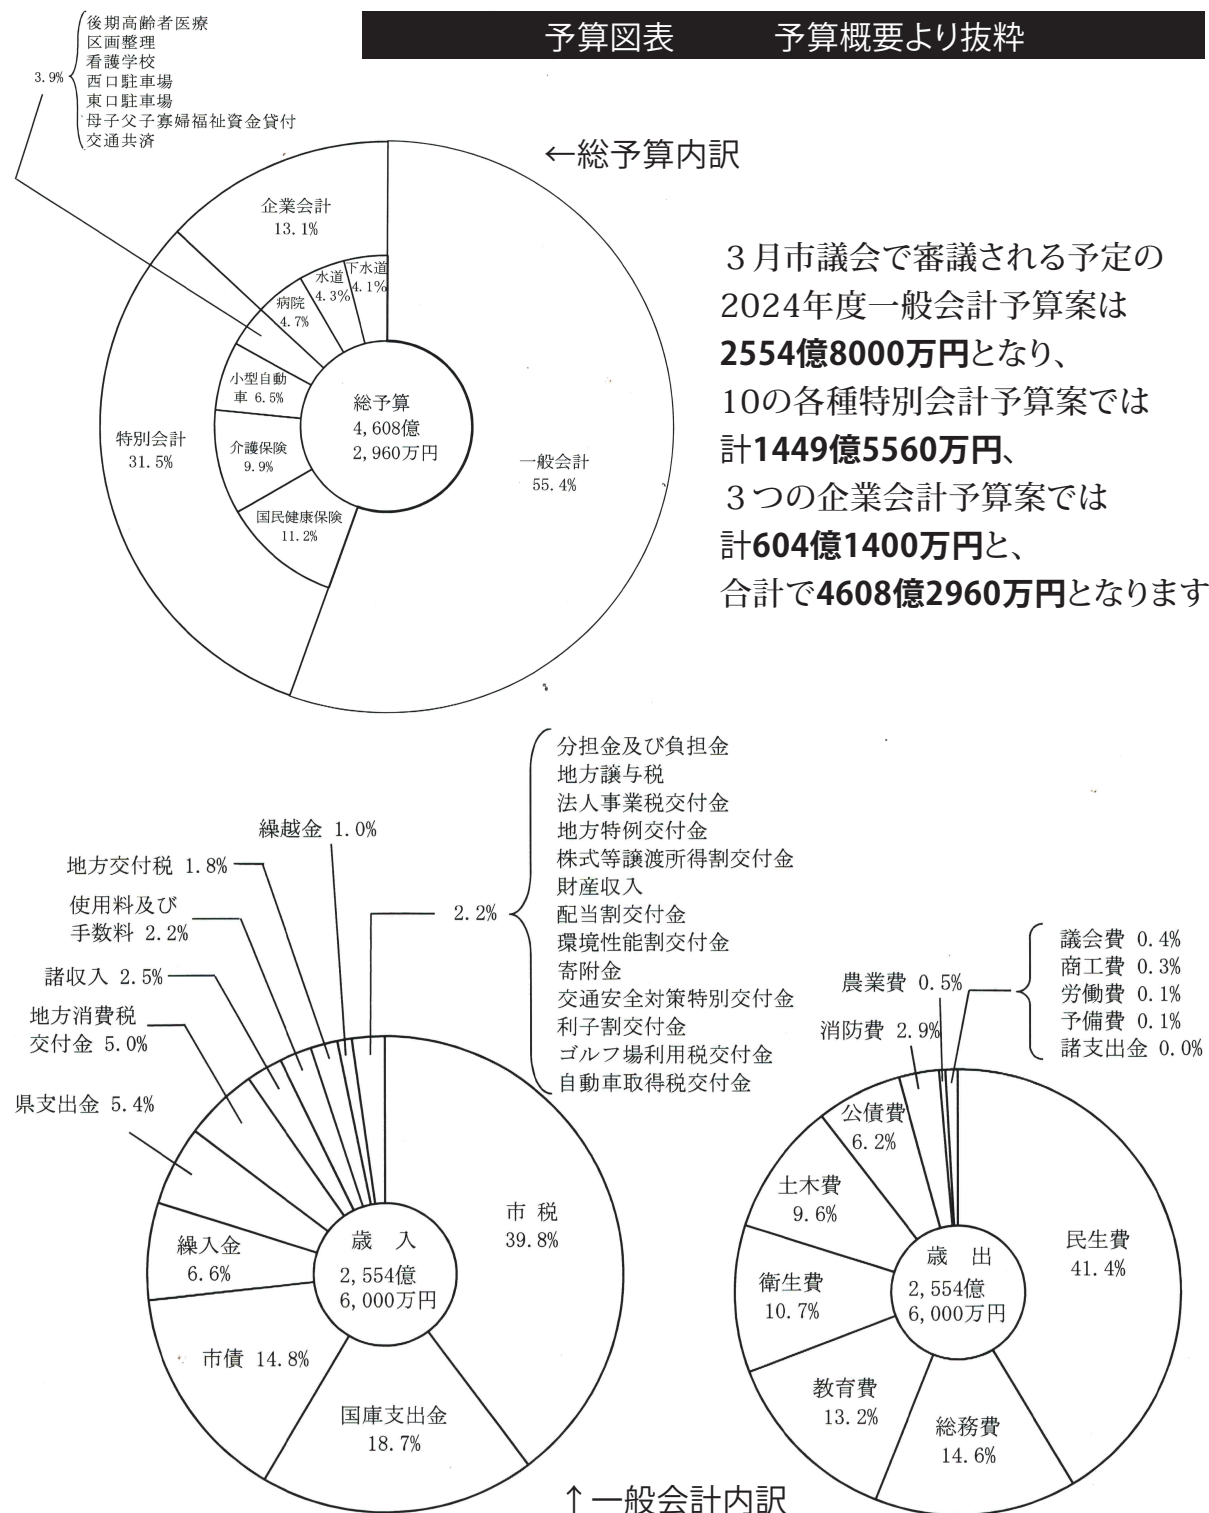 予算図表 予算概要より抜粋
後期高齢者医療
区画整理
看護学校
西口駐車場
東口駐車場
母子父子寡婦福祉資金貸付
交通共済
3.9%
←総予算内訳
企業会計
13.1%
下水道
4.1%
水道
4.3%
病院
4.7%
小型自動
車 6.5%
介護保険
9.9%
国民健康保険
11.2%
特別会計
31.5%
総予算
4,608億
2,960万円
一般会計
55.4%
3月市議会で審議される予定の
2024年度一般会計予算案は
2554億8000万円となり、
10の各種特別会計予算案では
計1449億5560万円、
3つの企業会計予算案では
計604億1400万円と、
合計で4608億2960万円となります
分担金及び負担金
地方譲与税
法人事業税交付金
地方特例交付金
株式等譲渡所得割交付金
財産収入
配当割交付金
環境性能割交付金
寄附金
交通安全対策特別交付金
利子割交付金
ゴルフ場利用税交付金
自動車取得税交付金
2.2%
繰越金 1.0%
地方交付税 1.8%
使用料及び
手数料 2.2%
諸収入 2.5%
地方消費税
交付金 5.0%
県支出金 5.4%
繰入金
6.6%
市債 14.8%
国庫支出金
18.7%
市税
39.8%
歳入
2,554億
6,000万円
議会費 0.4%
商工費 0.3%
労働費 0.1%
予備費 0.1%
諸支出金 0.0%
農業費 0.5%
消防費 2.9%
公債費
6.2%
土木費
9.6%
衛生費
10.7%
教育費
13.2%
総務費
14.6%
民生費
41.4%
歳出
2,554億
6,000万円
↑一般会計内訳